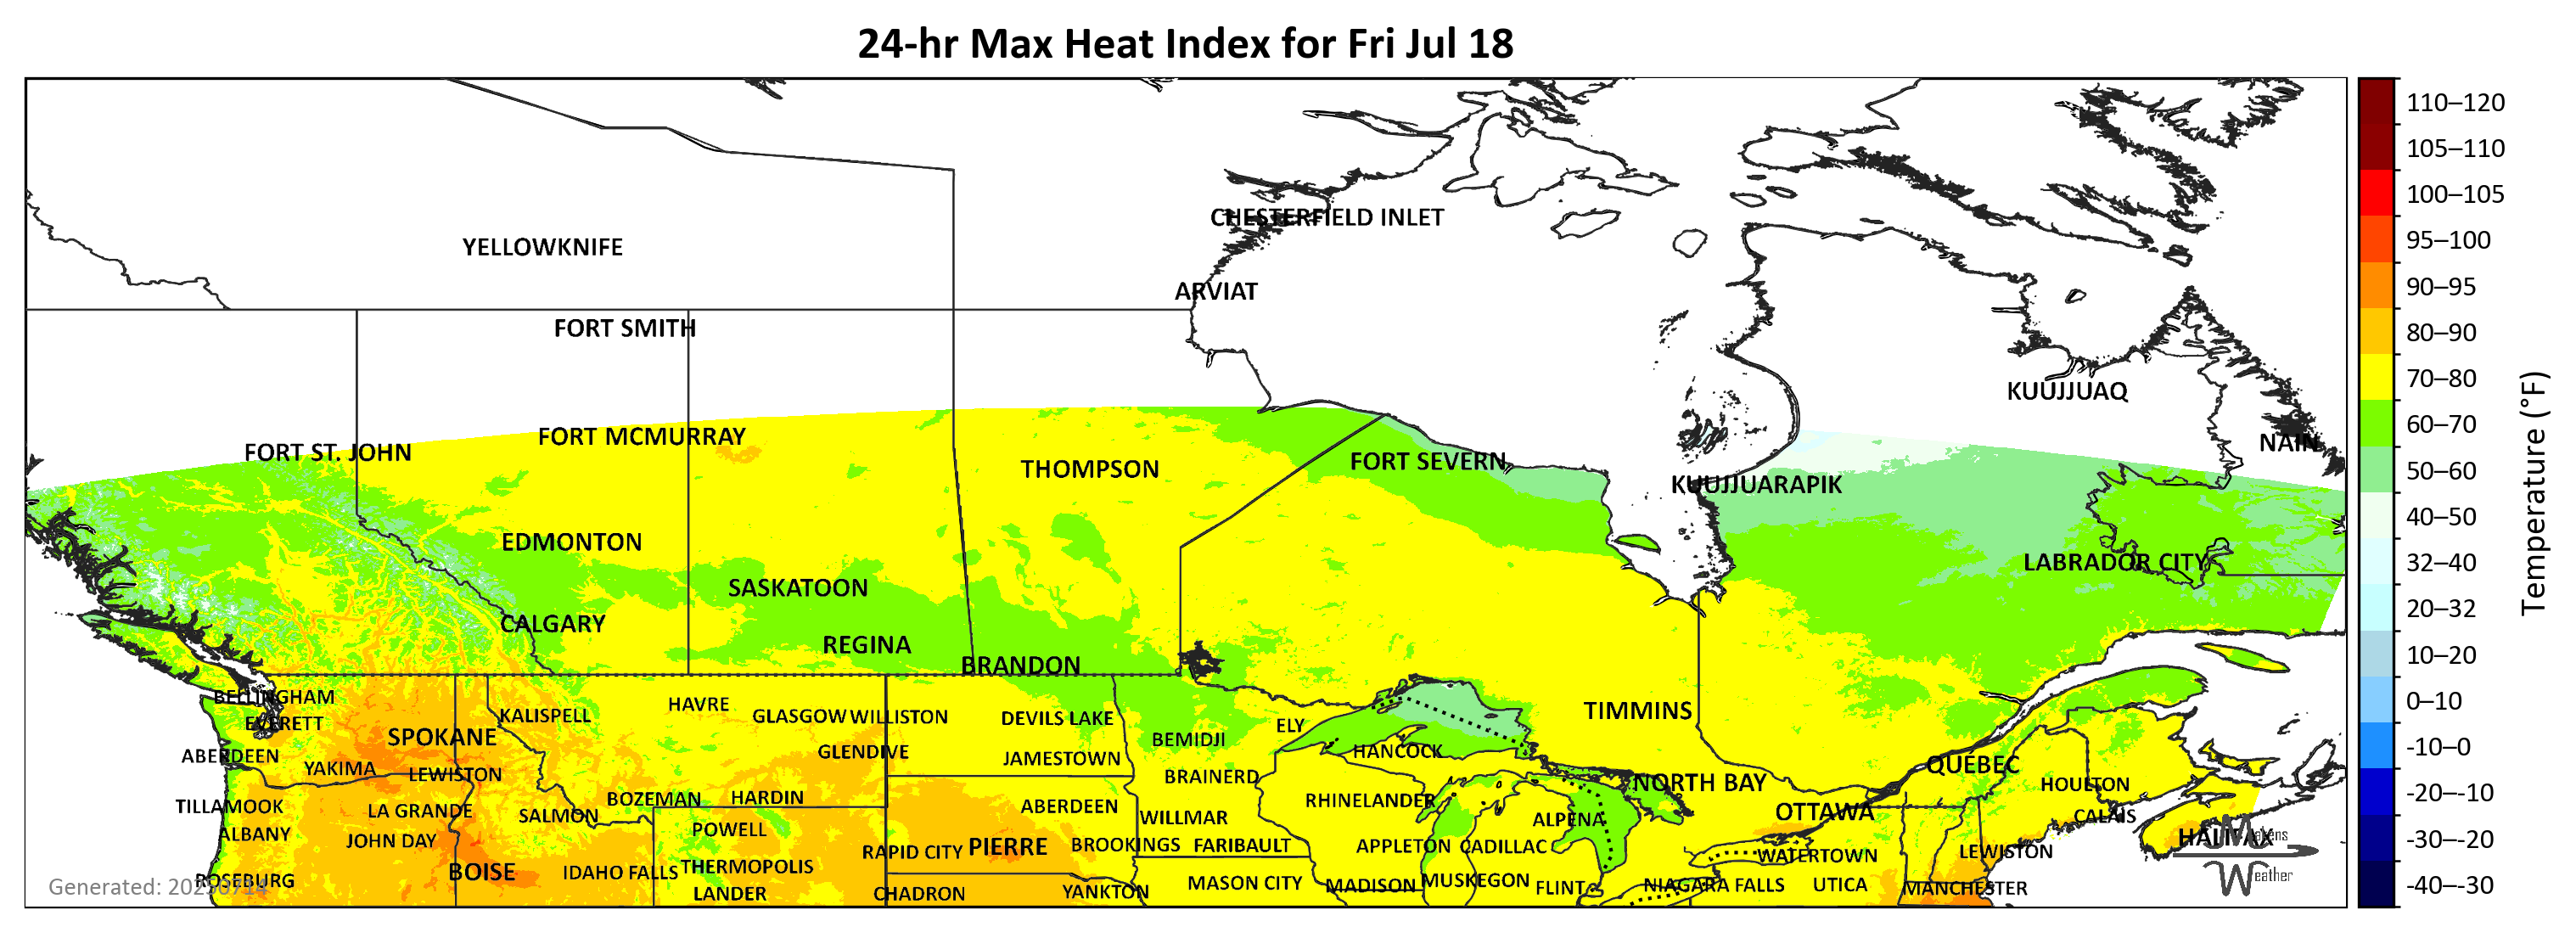 24-hr Max Heat Index for Fri Jul 18
110–120
105–110
CHESTERFIELD INLET
100–105
YELLOWKNIFE
95–100
ARVIAT
90–95
FORT SMITH
80–90
KUUJJUAQ
70–80
FORT MCMURRAY
60–70
FORT ST. JOHN
NAIN
THOMPSON
FORT SEVERN
50–60
KUUJJUARAPIK
40–50
EDMONTON
LABRADOR CITY
32–40
SASKATOON
20–32
CALGARY
REGINA
10–20
BRANDON
Temperature (°F)
BELLINGHAM
HAVRE
0–10
KALISPELL
GLASGOW
WILLISTON
DEVILS LAKE
TIMMINS
EVERETT
ELY
SPOKANE
BEMIDJI
-10–0
ABERDEEN
GLENDIVE
JAMESTOWN
HANCOCK
QUÉBEC
YAKIMA
LEWISTON
BRAINERD
NORTH BAY
HOULTON
-20–-10
TILLAMOOK
LA GRANDE
BOZEMAN
HARDIN
ABERDEEN
RHINELANDER
OTTAWA
SALMON
WILLMAR
ALPENA
CALAIS
ALBANY
JOHN DAY
POWELL
HALIFAX
Makens
Weather
-30–-20
RAPID CITY
PIERRE
BROOKINGS
FARIBAULT
APPLETON
CADILLAC
WATERTOWN
LEWISTON
ROSEBURG
BOISE
IDAHO FALLS
THERMOPOLIS
MASON CITY
MADISON
MUSKEGON
FLINT
NIAGARA FALLS
UTICA
MANCHESTER
-40–-30
Generated: 20250714
LANDER
CHADRON
YANKTON